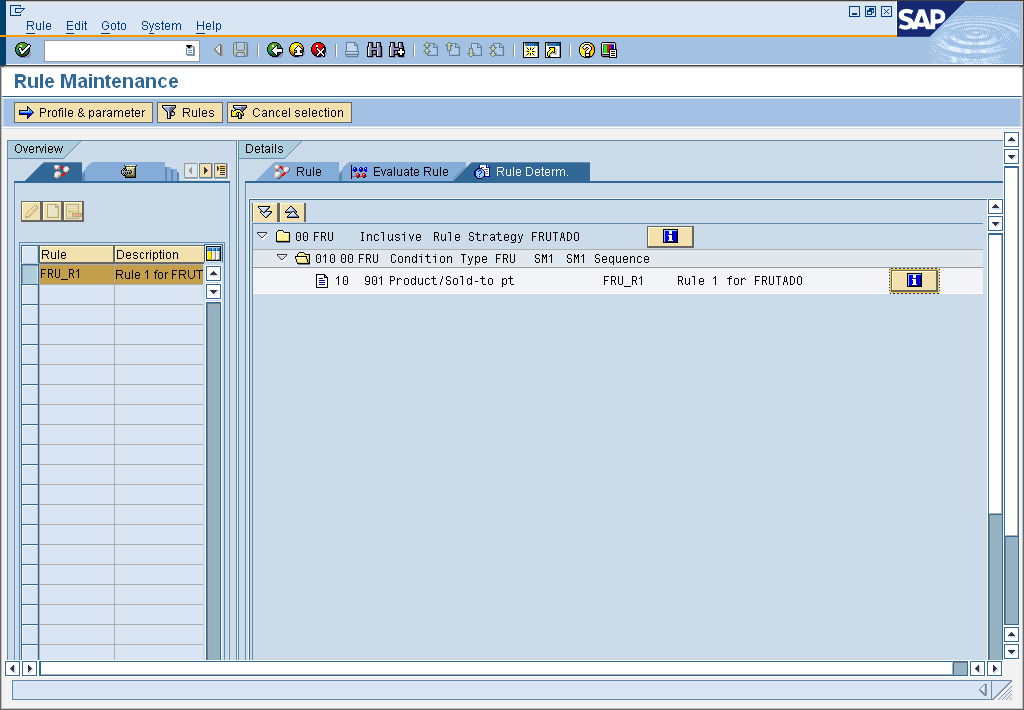 Rule Edit Goto System Help
SAP
Rule Maintenance
Profile & parameter Rules Cancel selection
Overview
Details
Rule Evaluate Rule Rule Determ.
00 FRU Inclusive Rule Strategy FRUTADO
010 00 FRU Condition Type FRU SM1 SM1 Sequence
10 901 Product/Sold-to pt FRU_R1 Rule 1 for FRUTADO
Rule Description
FRU_R1 Rule 1 for FRUT